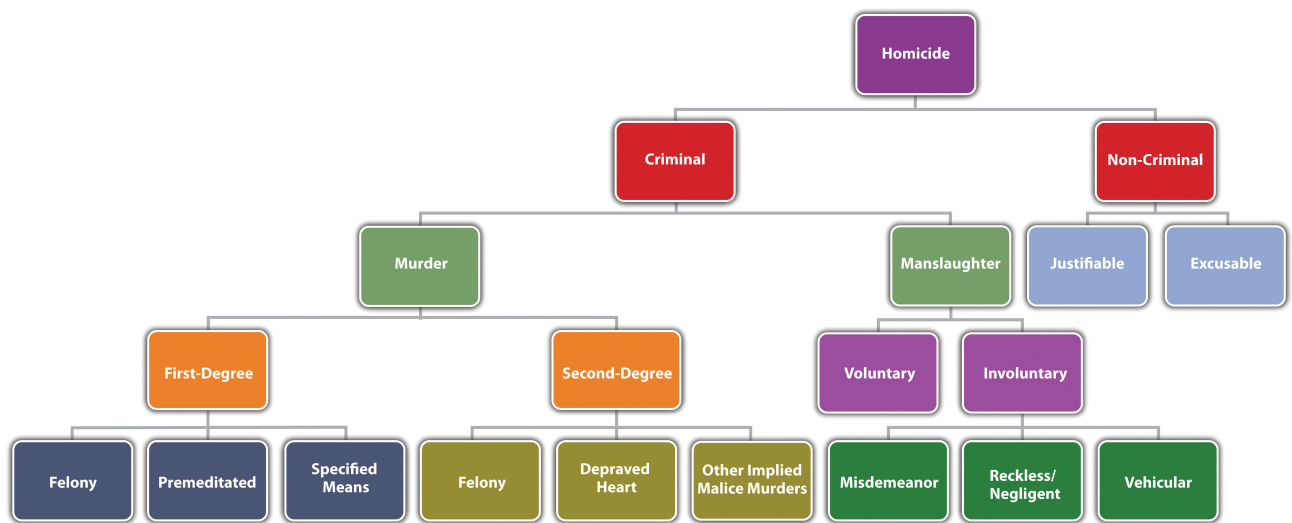 Homicide
Criminal
Non-Criminal
Murder
Manslaughter
Justifiable
Excusable
First-Degree
Second-Degree
Voluntary
Involuntary
Felony
Premeditated
Specified
Means
Felony
Depraved
Heart
Other Implied
Malice Murders
Misdemeanor
Reckless/
Negligent
Vehicular